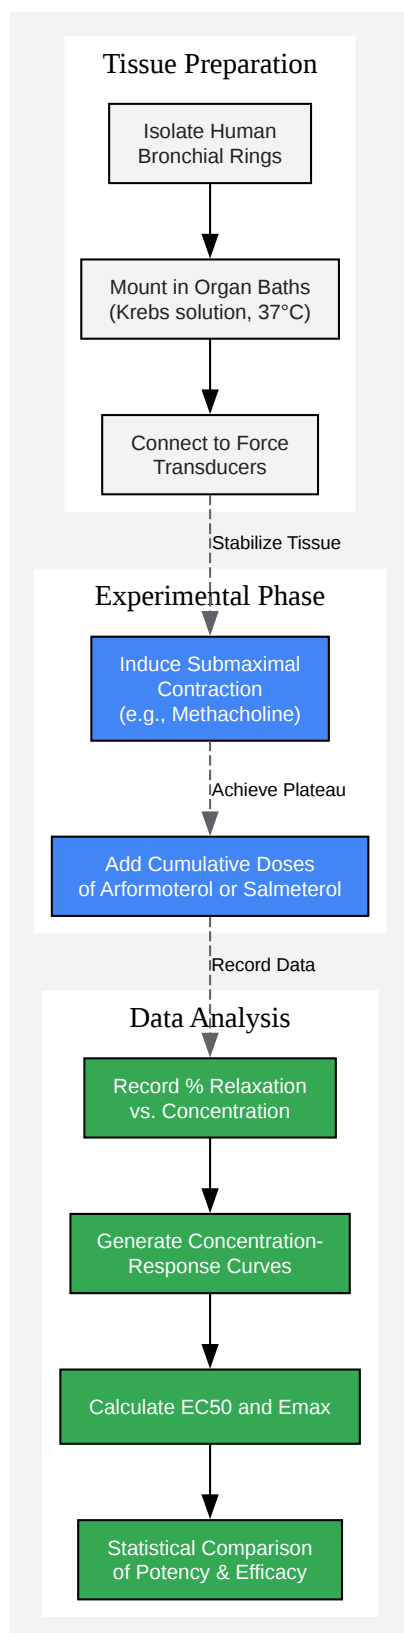 Tissue Preparation
Isolate Human
Bronchial Rings
Mount in Organ Baths
(Krebs solution, 37°C)
Connect to Force
Transducers
Stabilize Tissue
Experimental Phase
Induce Submaximal
Contraction
(e.g., Methacholine)
Achieve Plateau
Add Cumulative Doses
of Arformoterol or Salmeterol
Record Data
Data Analysis
Record % Relaxation
vs. Concentration
Generate Concentration-
Response Curves
Calculate EC50 and Emax
Statistical Comparison
of Potency & Efficacy